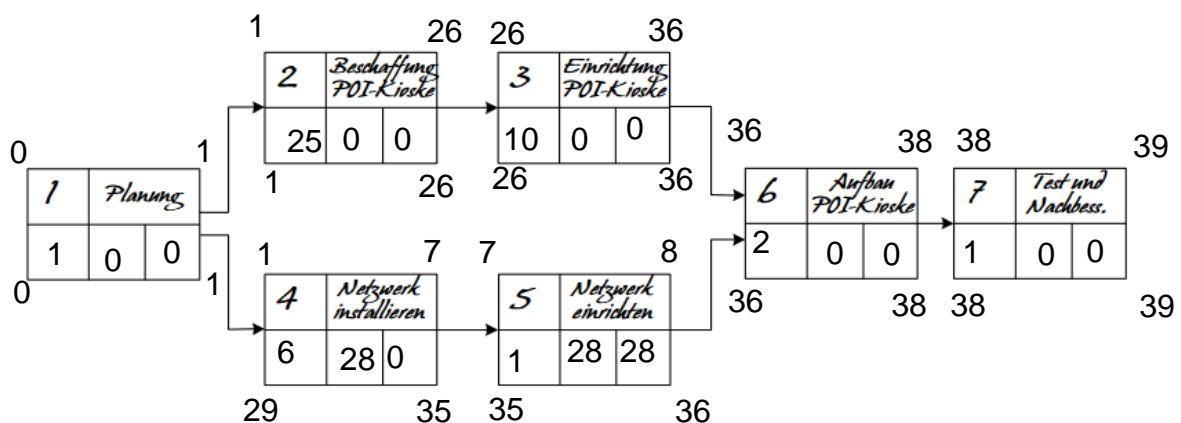 1 26 26 36
2 Beschaffung POI-Kioske
25 0 0
1 26
3 Einrichtung POI-Kioske
10 0 0
26 36
0 1
1 Planung
1 0 0
0 1
1 7 7 8
4 Netzwerk installieren
6 28 0
29 35
5 Netzwerk einrichten
1 28 28
35 36
36 38 38 39
6 Aufbau POI-Kioske
2 0 0
36 38
7 Test und Nachbess.
1 0 0
38 39